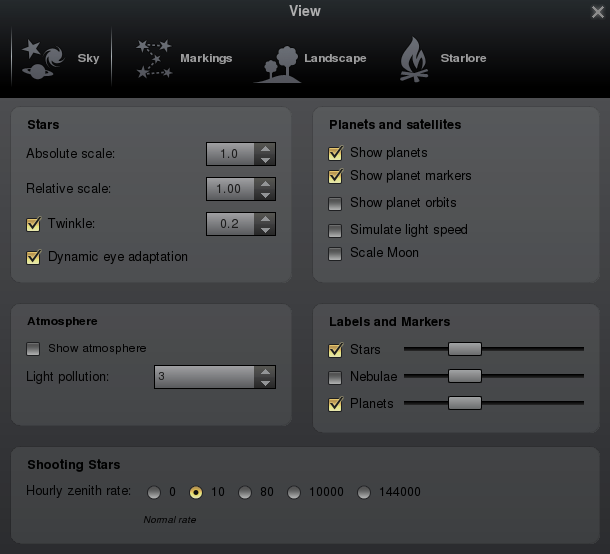 View
Sky
Markings
Landscape
Starlore
Stars
Absolute scale:
1.0
Relative scale:
1.00
Twinkle:
0.2
Dynamic eye adaptation
Planets and satellites
Show planets
Show planet markers
Show planet orbits
Simulate light speed
Scale Moon
Atmosphere
Show atmosphere
Light pollution:
3
Labels and Markers
Stars
Nebulae
Planets
Shooting Stars
Hourly zenith rate: 0 10 80 10000 144000
Normal rate